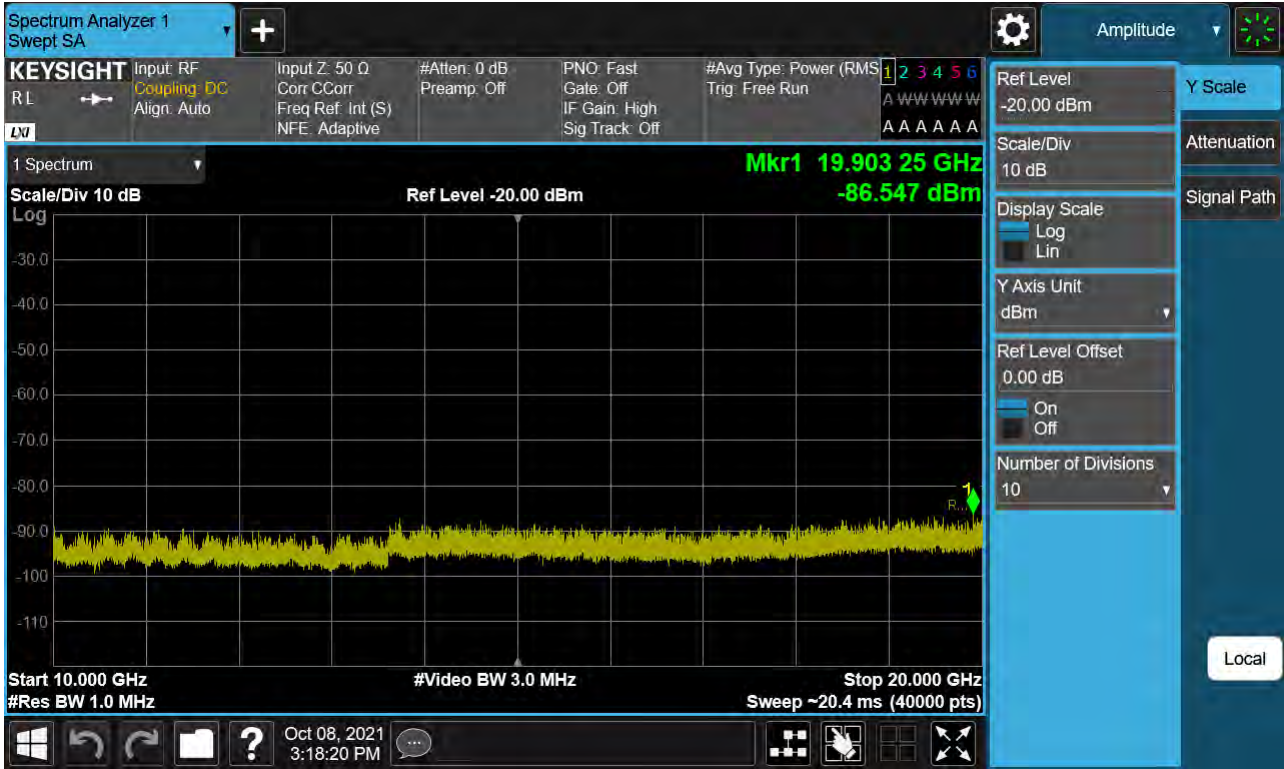 Spectrum Analyzer 1
Swept SA
Amplitude
KEYSIGHT
R L
LXI
Input: RF
Coupling: DC
Align: Auto
Input Z: 50 Ω
Corr CCorr
Freq Ref: Int (S)
NFE: Adaptive
#Atten: 0 dB
Preamp: Off
PNO: Fast
Gate: Off
IF Gain: High
Sig Track: Off
#Avg Type: Power (RMS
Trig: Free Run
1 2 3 4 5 6
A W W W W W
A A A A A A
1 Spectrum
Mkr1 19.903 25 GHz
Scale/Div 10 dB
Ref Level -20.00 dBm
-86.547 dBm
Log
-30.0
-40.0
-50.0
-60.0
-70.0
-80.0
-90.0
-100
-110
1
R...
Start 10.000 GHz
#Video BW 3.0 MHz
Stop 20.000 GHz
#Res BW 1.0 MHz
Sweep ~20.4 ms (40000 pts)
Oct 08, 2021
3:18:20 PM
Ref Level
-20.00 dBm
Scale/Div
10 dB
Display Scale
Log
Lin
Y Axis Unit
dBm
Ref Level Offset
0.00 dB
On
Off
Number of Divisions
10
Y Scale
Attenuation
Signal Path
Local